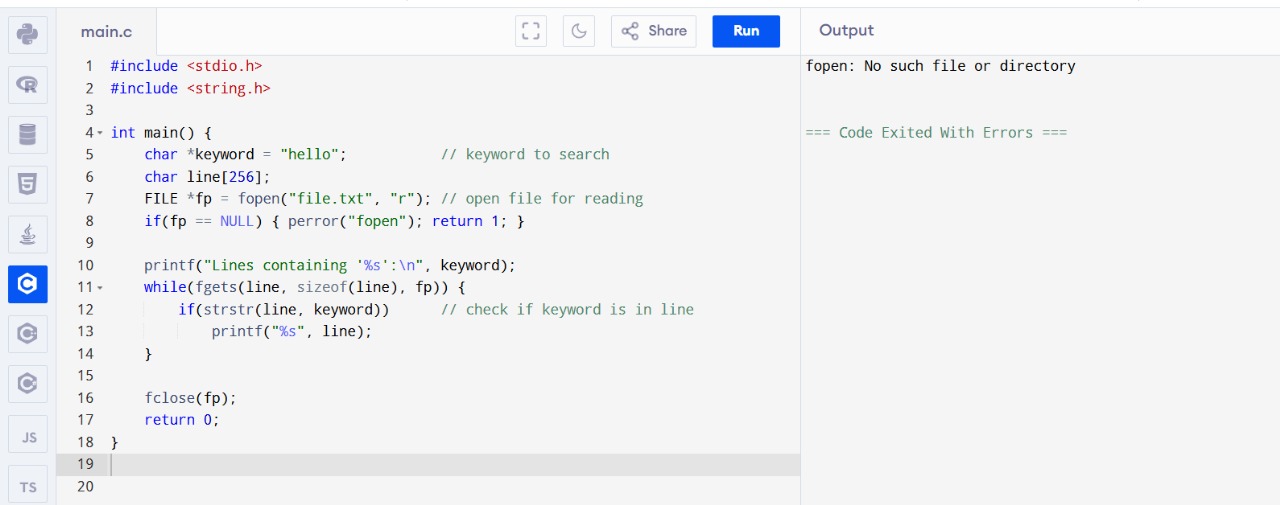 main.c
Share
Run
Output
1 #include <stdio.h>
2 #include <string.h>
3
4 int main() {
5     char *keyword = "hello";           // keyword to search
6     char line[256];
7     FILE *fp = fopen("file.txt", "r"); // open file for reading
8     if(fp == NULL) { perror("fopen"); return 1; }
9
10     printf("Lines containing '%s':\n", keyword);
11     while(fgets(line, sizeof(line), fp)) {
12         if(strstr(line, keyword))      // check if keyword is in line
13             printf("%s", line);
14     }
15
16     fclose(fp);
17     return 0;
18 }
19
20
fopen: No such file or directory
=== Code Exited With Errors ===
R
5
C
C
C
JS
TS